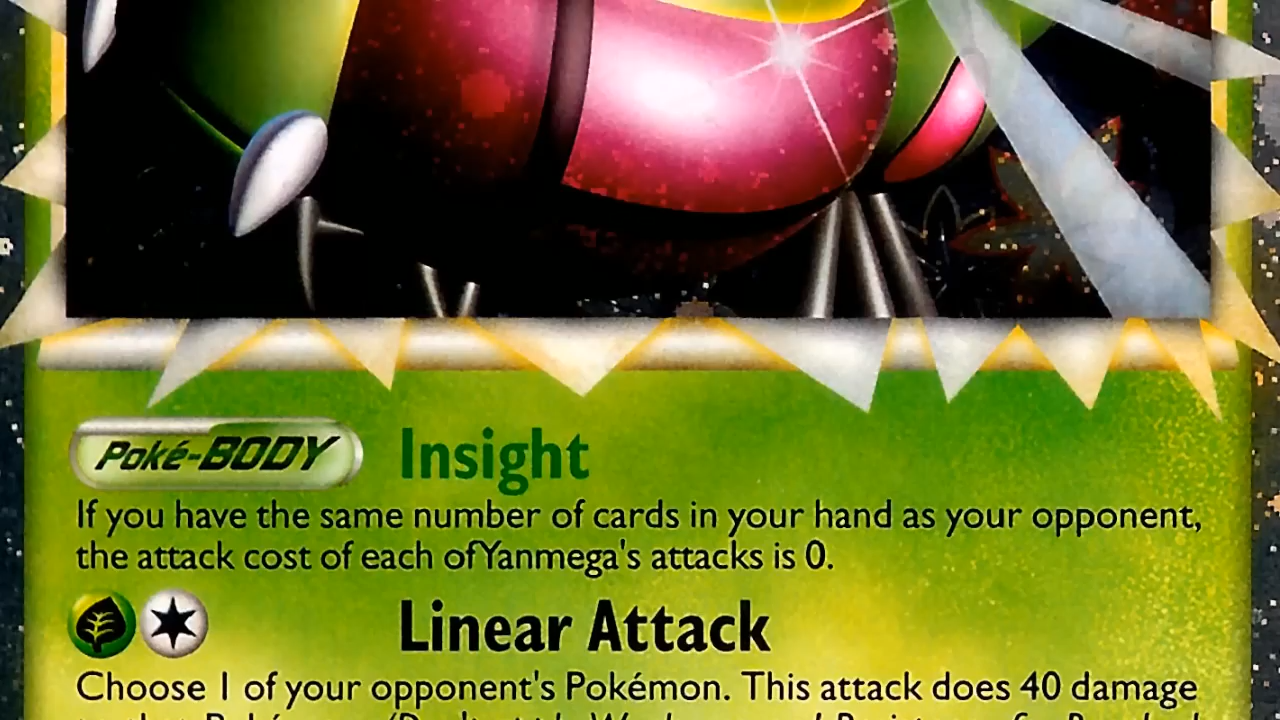 Poké-BODY Insight
If you have the same number of cards in your hand as your opponent,
the attack cost of each of Yanmega's attacks is 0.
Linear Attack
Choose 1 of your opponent's Pokémon. This attack does 40 damage